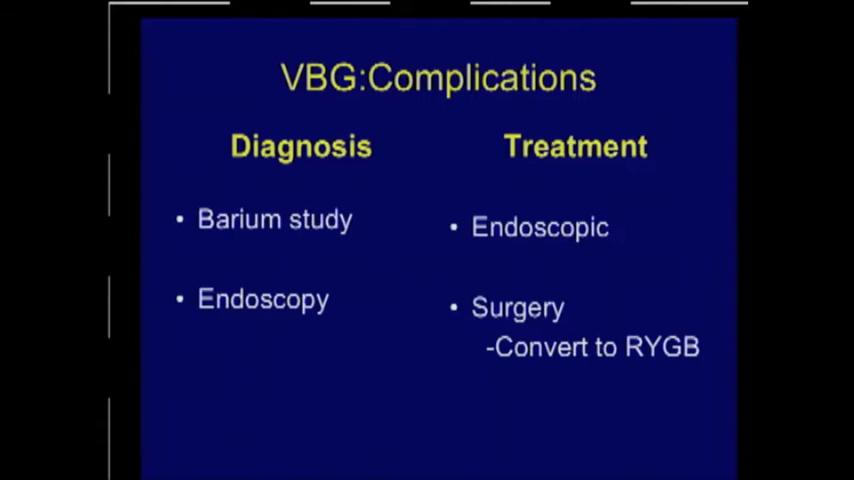 VBG:Complications
Diagnosis
• Barium study
• Endoscopy
Treatment
• Endoscopic
• Surgery
-Convert to RYGB